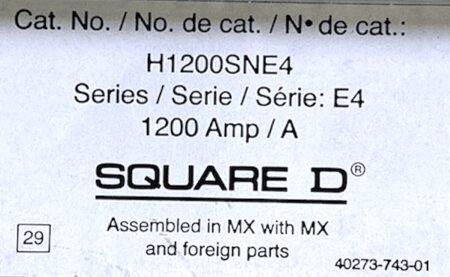 Cat. No. / No. de cat. / N• de cat.:
H1200SNE4
Series / Serie / Série: E4
1200 Amp / A
SQUARE D®
Assembled in MX with MX
and foreign parts
29
40273-743-01